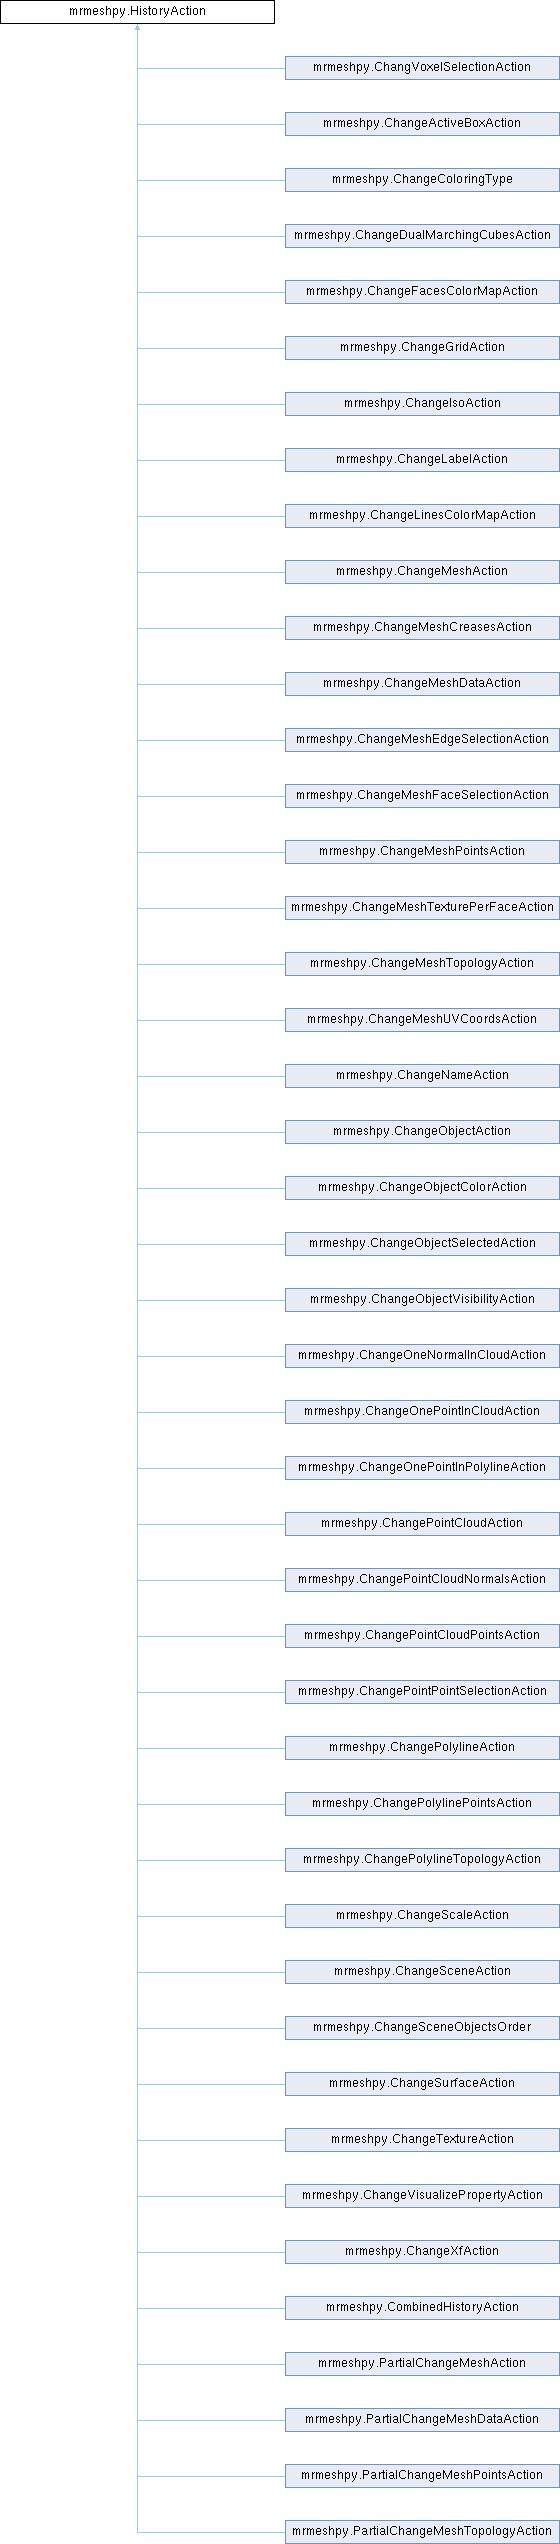 mrmeshpy.HistoryAction
mrmeshpy.ChangVoxelSelectionAction
mrmeshpy.ChangeActiveBoxAction
mrmeshpy.ChangeColoringType
mrmeshpy.ChangeDualMarchingCubesAction
mrmeshpy.ChangeFacesColorMapAction
mrmeshpy.ChangeGridAction
mrmeshpy.ChangeIsoAction
mrmeshpy.ChangeLabelAction
mrmeshpy.ChangeLinesColorMapAction
mrmeshpy.ChangeMeshAction
mrmeshpy.ChangeMeshCreasesAction
mrmeshpy.ChangeMeshDataAction
mrmeshpy.ChangeMeshEdgeSelectionAction
mrmeshpy.ChangeMeshFaceSelectionAction
mrmeshpy.ChangeMeshPointsAction
mrmeshpy.ChangeMeshTexturePerFaceAction
mrmeshpy.ChangeMeshTopologyAction
mrmeshpy.ChangeMeshUVCoordsAction
mrmeshpy.ChangeNameAction
mrmeshpy.ChangeObjectAction
mrmeshpy.ChangeObjectColorAction
mrmeshpy.ChangeObjectSelectedAction
mrmeshpy.ChangeObjectVisibilityAction
mrmeshpy.ChangeOneNormalInCloudAction
mrmeshpy.ChangeOnePointInCloudAction
mrmeshpy.ChangeOnePointInPolylineAction
mrmeshpy.ChangePointCloudAction
mrmeshpy.ChangePointCloudNormalsAction
mrmeshpy.ChangePointCloudPointsAction
mrmeshpy.ChangePointPointSelectionAction
mrmeshpy.ChangePolylineAction
mrmeshpy.ChangePolylinePointsAction
mrmeshpy.ChangePolylineTopologyAction
mrmeshpy.ChangeScaleAction
mrmeshpy.ChangeSceneAction
mrmeshpy.ChangeSceneObjectsOrder
mrmeshpy.ChangeSurfaceAction
mrmeshpy.ChangeTextureAction
mrmeshpy.ChangeVisualizePropertyAction
mrmeshpy.ChangeXfAction
mrmeshpy.CombinedHistoryAction
mrmeshpy.PartialChangeMeshAction
mrmeshpy.PartialChangeMeshDataAction
mrmeshpy.PartialChangeMeshPointsAction
mrmeshpy.PartialChangeMeshTopologyAction